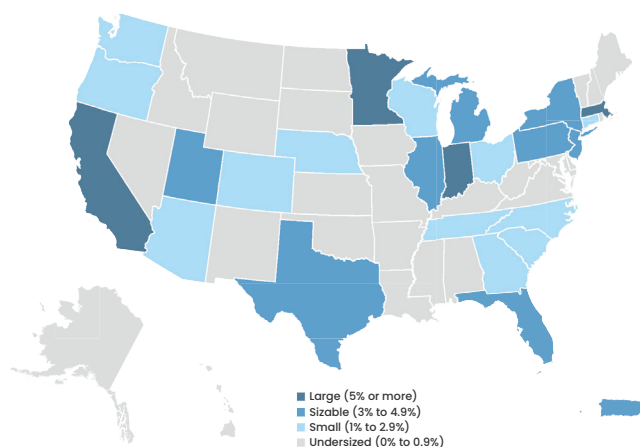 Large (5% or more)
Sizable (3% to 4.9%)
Small (1% to 2.9%)
Undersized (0% to 0.9%)